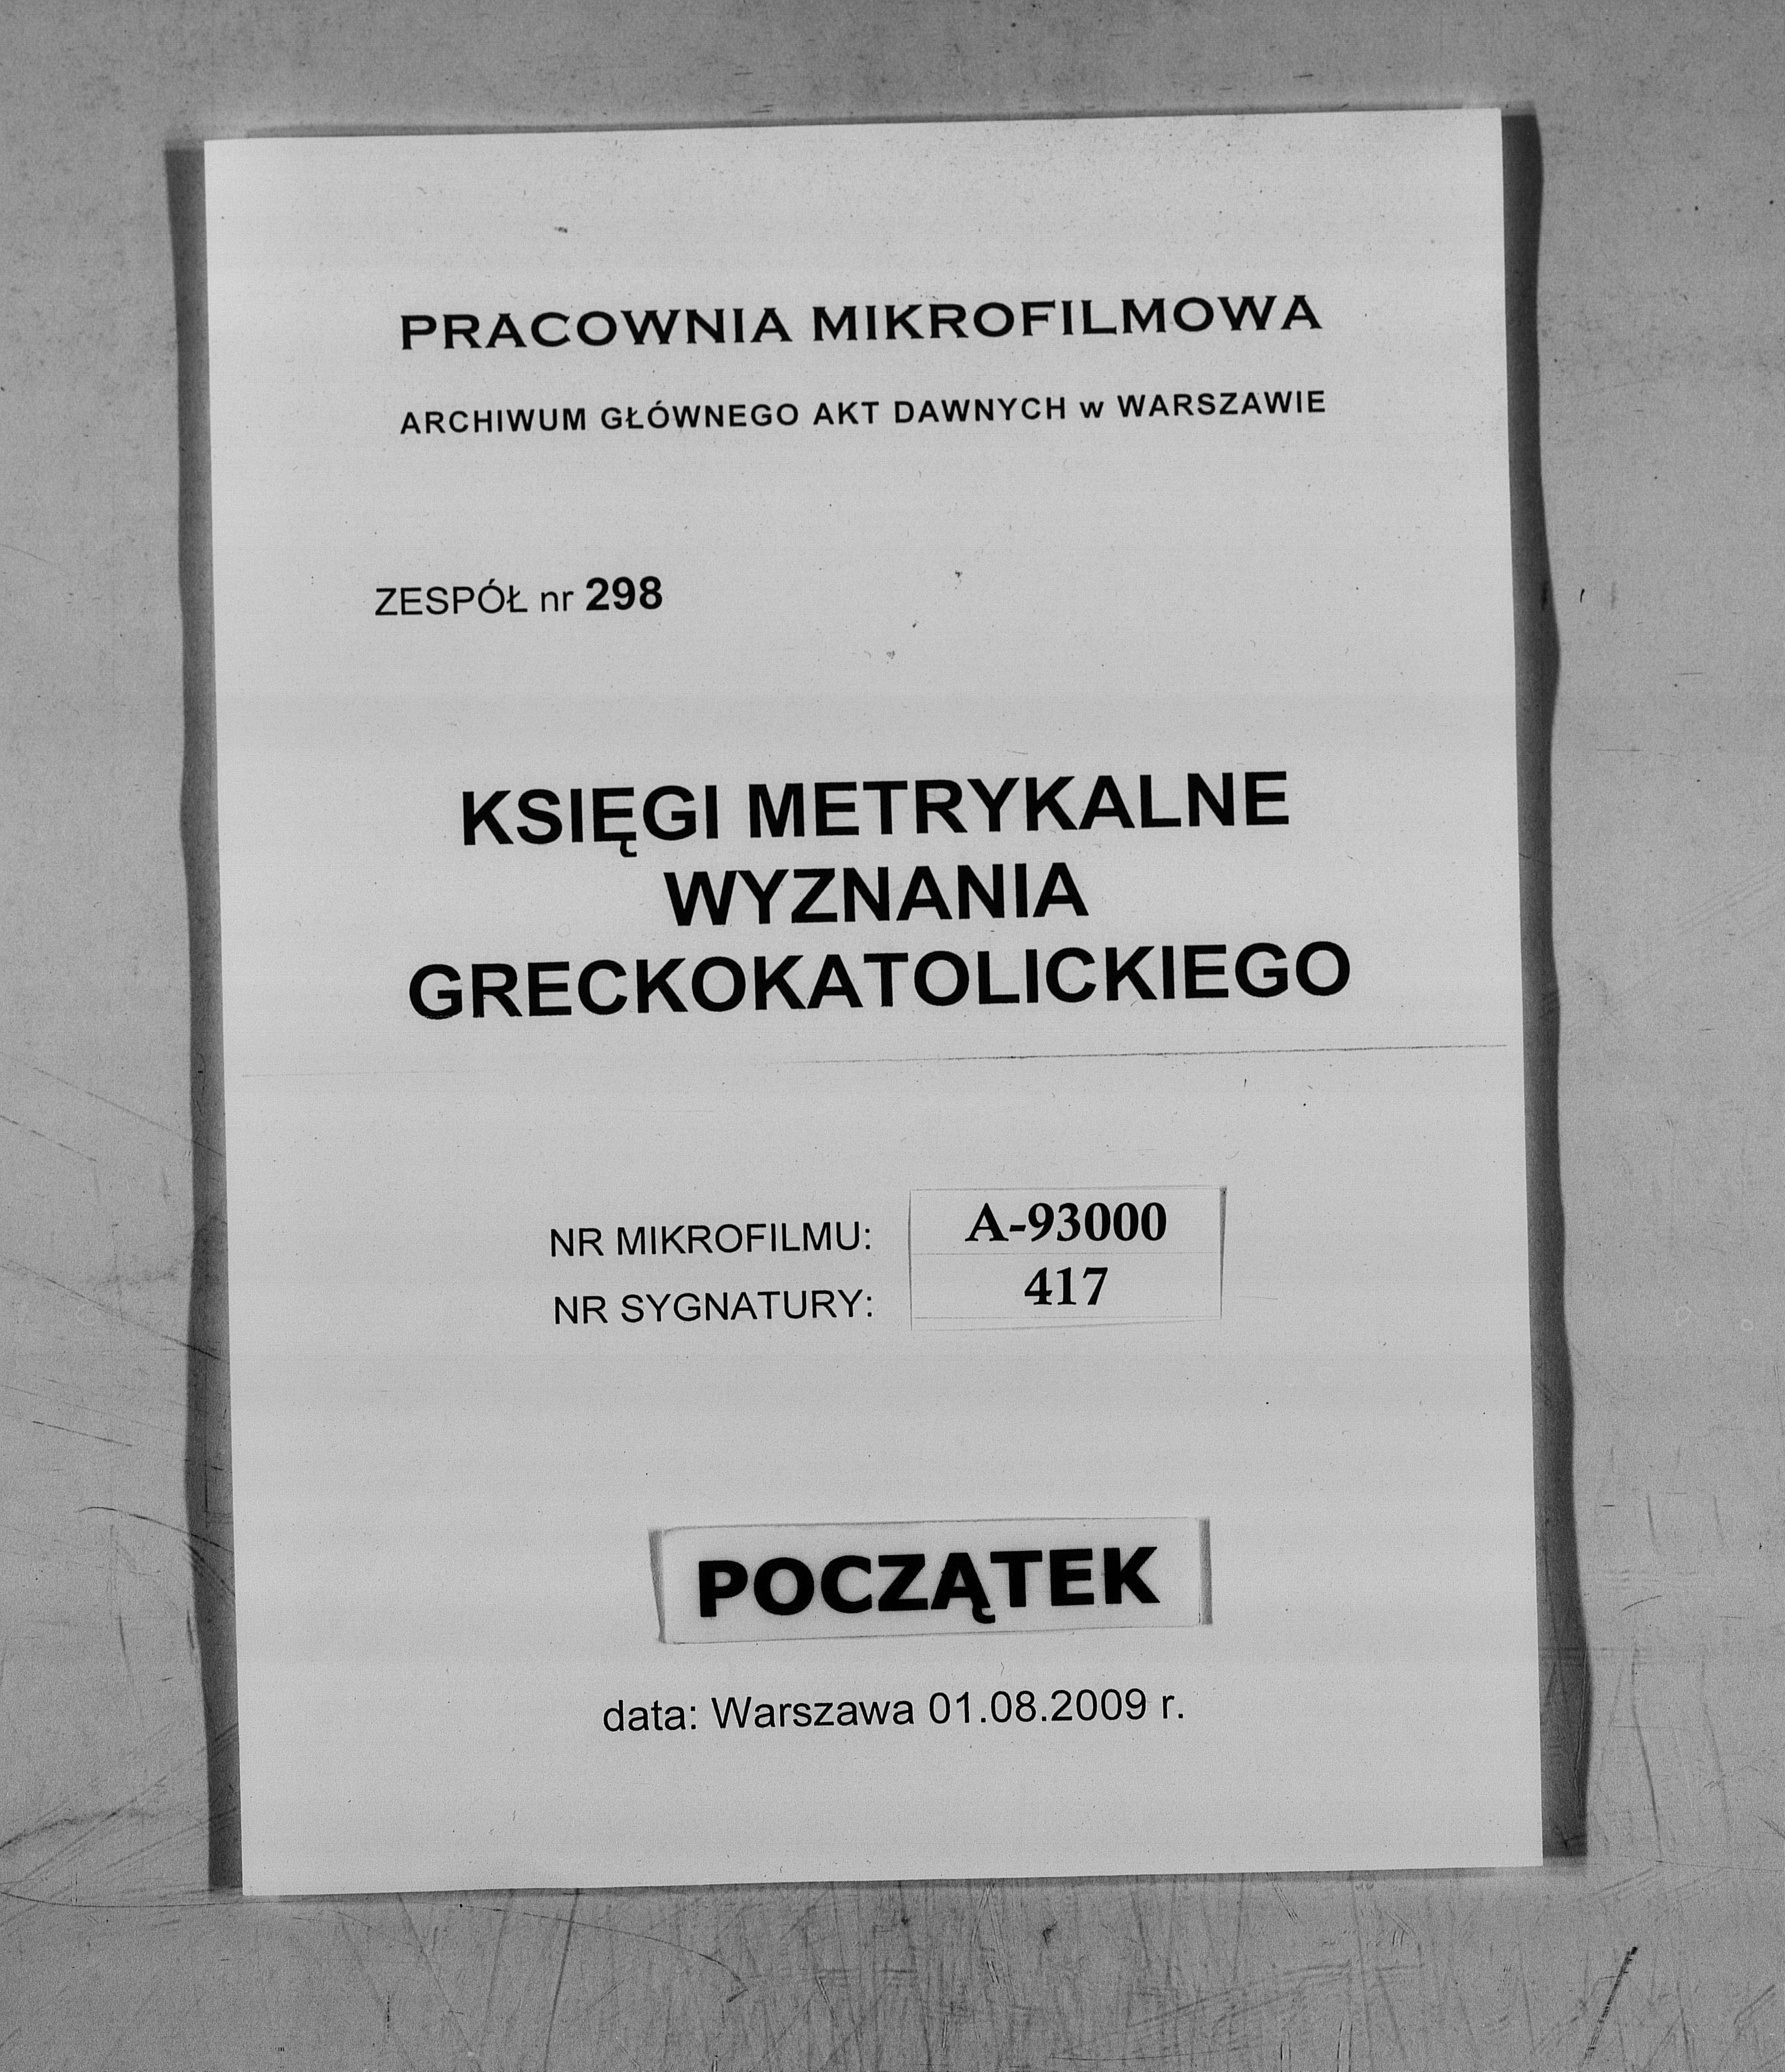 PRACOWNIA MIKROFILMOWA
ARCHIWUM GŁÓWNEGO AKT DAWNYCH w WARSZAWIE
ZESPÓŁ nr 298
KSIĘGI METRYKALNE
WYZNANIA
GRECKOKATOLICKIEGO
NR MIKROFILMU: A-93000
NR SYGNATURY: 417
POCZĄTEK
data: Warszawa 01.08.2009 r.